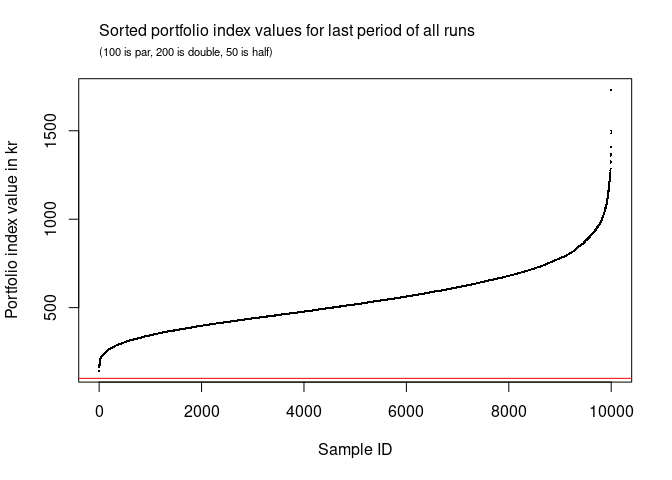 Sorted portfolio index values for last period of all runs
(100 is par, 200 is double, 50 is half)
Portfolio index value in kr
1500
1000
500
0 2000 4000 6000 8000 10000
Sample ID